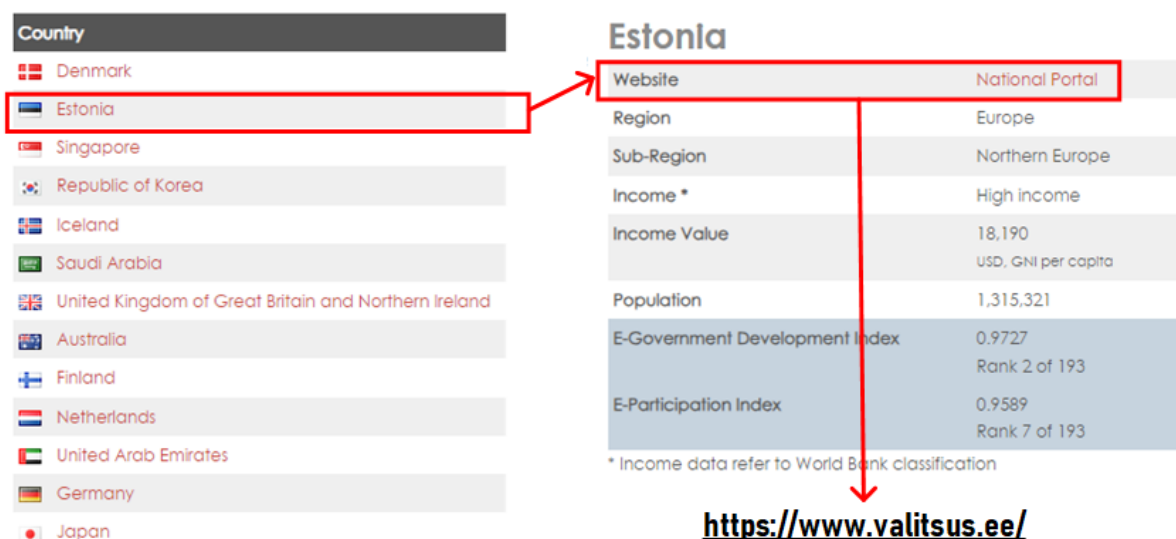 Country
Denmark
Estonia
Singapore
Republic of Korea
Iceland
Saudi Arabia
United Kingdom of Great Britain and Northern Ireland
Australia
Finland
Netherlands
United Arab Emirates
Germany
Japan
Estonia
Website National Portal
Region Europe
Sub-Region Northern Europe
Income * High income
Income Value 18,190
USD, GNI per capita
Population 1,315,321
E-Government Development Index 0.9727
Rank 2 of 193
E-Participation Index 0.9589
Rank 7 of 193
* Income data refer to World Bank classification
https://www.valitsus.ee/